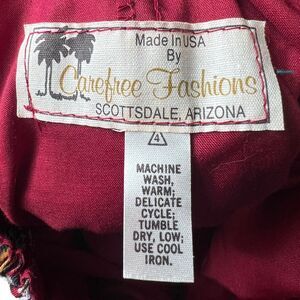 Made In USA
By
Carefree Fashions
SCOTTSDALE, ARIZONA
4
MACHINE
WASH,
WARM;
DELICATE
CYCLE;
TUMBLE
DRY, LOW;
USE COOL
IRON.